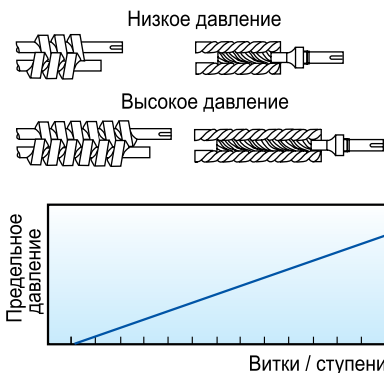 Низкое давление
Высокое давление
Предельное
давление
Витки / ступени